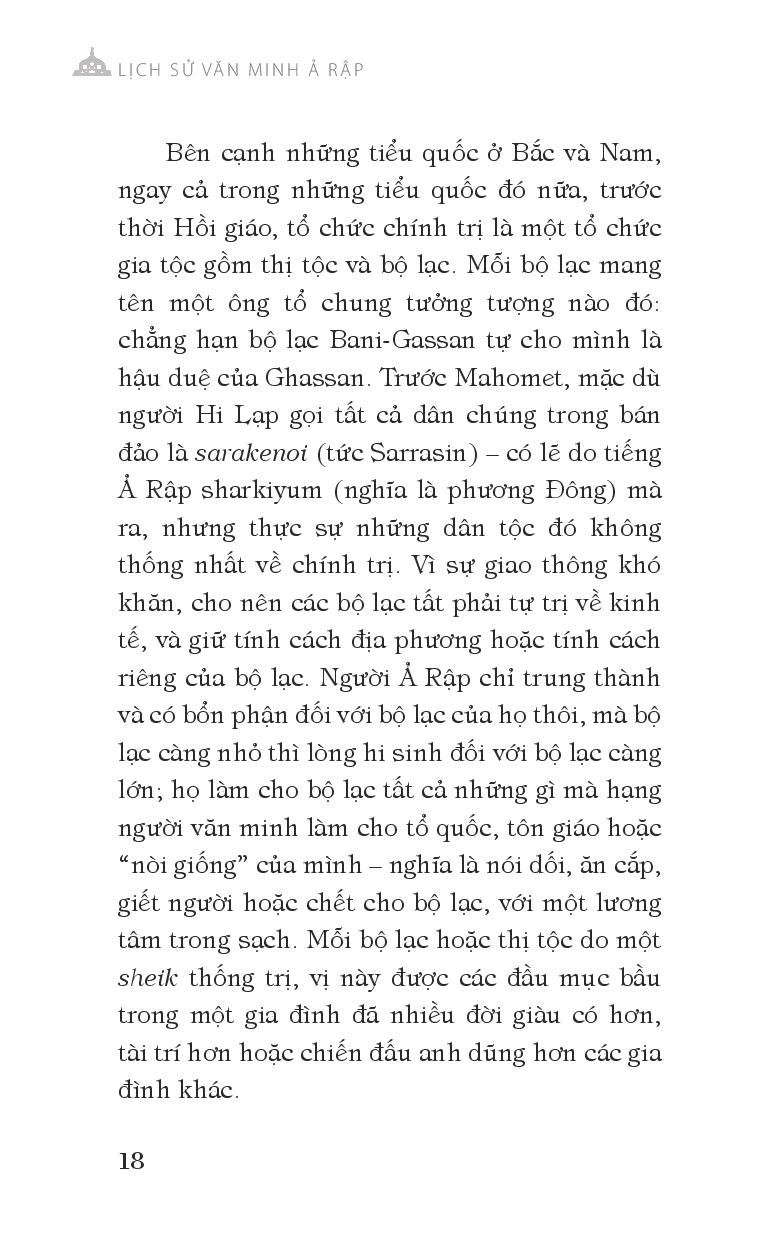 LỊCH SỬ VĂN MINH Ả RẬP
Bên cạnh những tiểu quốc ở Bắc và Nam,
ngay cả trong những tiểu quốc đó nữa, trước
thời Hồi giáo, tổ chức chính trị là một tổ chức
gia tộc gồm thị tộc và bộ lạc. Mỗi bộ lạc mang
tên một ông tổ chung tưởng tượng nào đó:
chẳng hạn bộ lạc Bani-Gassan tự cho mình là
hậu duệ của Ghassan. Trước Mahomet, mặc dù
người Hi Lạp gọi tất cả dân chúng trong bán
đảo là sarakenoi (tức Sarrasin) – có lẽ do tiếng
Ả Rập sharkiyum (nghĩa là phương Đông) mà
ra, nhưng thực sự những dân tộc đó không
thống nhất về chính trị. Vì sự giao thông khó
khăn, cho nên các bộ lạc tất phải tự trị về kinh
tế, và giữ tính cách địa phương hoặc tính cách
riêng của bộ lạc. Người Ả Rập chỉ trung thành
và có bổn phận đối với bộ lạc của họ thôi, mà bộ
lạc càng nhỏ thì lòng hi sinh đối với bộ lạc càng
lớn; họ làm cho bộ lạc tất cả những gì mà hạng
người văn minh làm cho tổ quốc, tôn giáo hoặc
“nòi giống” của mình – nghĩa là nói dối, ăn cắp,
giết người hoặc chết cho bộ lạc, với một lương
tâm trong sạch. Mỗi bộ lạc hoặc thị tộc do một
sheik thống trị, vị này được các đầu mục bầu
trong một gia đình đã nhiều đời giàu có hơn,
tài trí hơn hoặc chiến đấu anh dũng hơn các gia
đình khác.
18